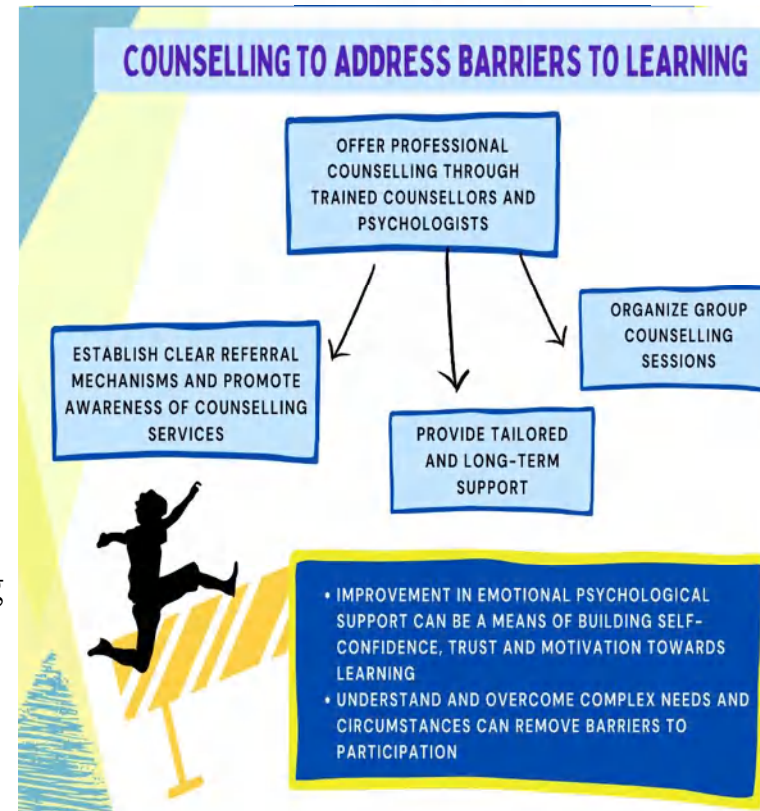 COUNSELLING TO ADDRESS BARRIERS TO LEARNING
OFFER PROFESSIONAL
COUNSELLING THROUGH
TRAINED COUNSELLORS AND
PSYCHOLOGISTS
ESTABLISH CLEAR REFERRAL
MECHANISMS AND PROMOTE
AWARENESS OF COUNSELLING
SERVICES
PROVIDE TAILORED
AND LONG-TERM
SUPPORT
ORGANIZE GROUP
COUNSELLING
SESSIONS
• IMPROVEMENT IN EMOTIONAL PSYCHOLOGICAL
SUPPORT CAN BE A MEANS OF BUILDING SELF-
CONFIDENCE, TRUST AND MOTIVATION TOWARDS
LEARNING
• UNDERSTAND AND OVERCOME COMPLEX NEEDS AND
CIRCUMSTANCES CAN REMOVE BARRIERS TO
PARTICIPATION